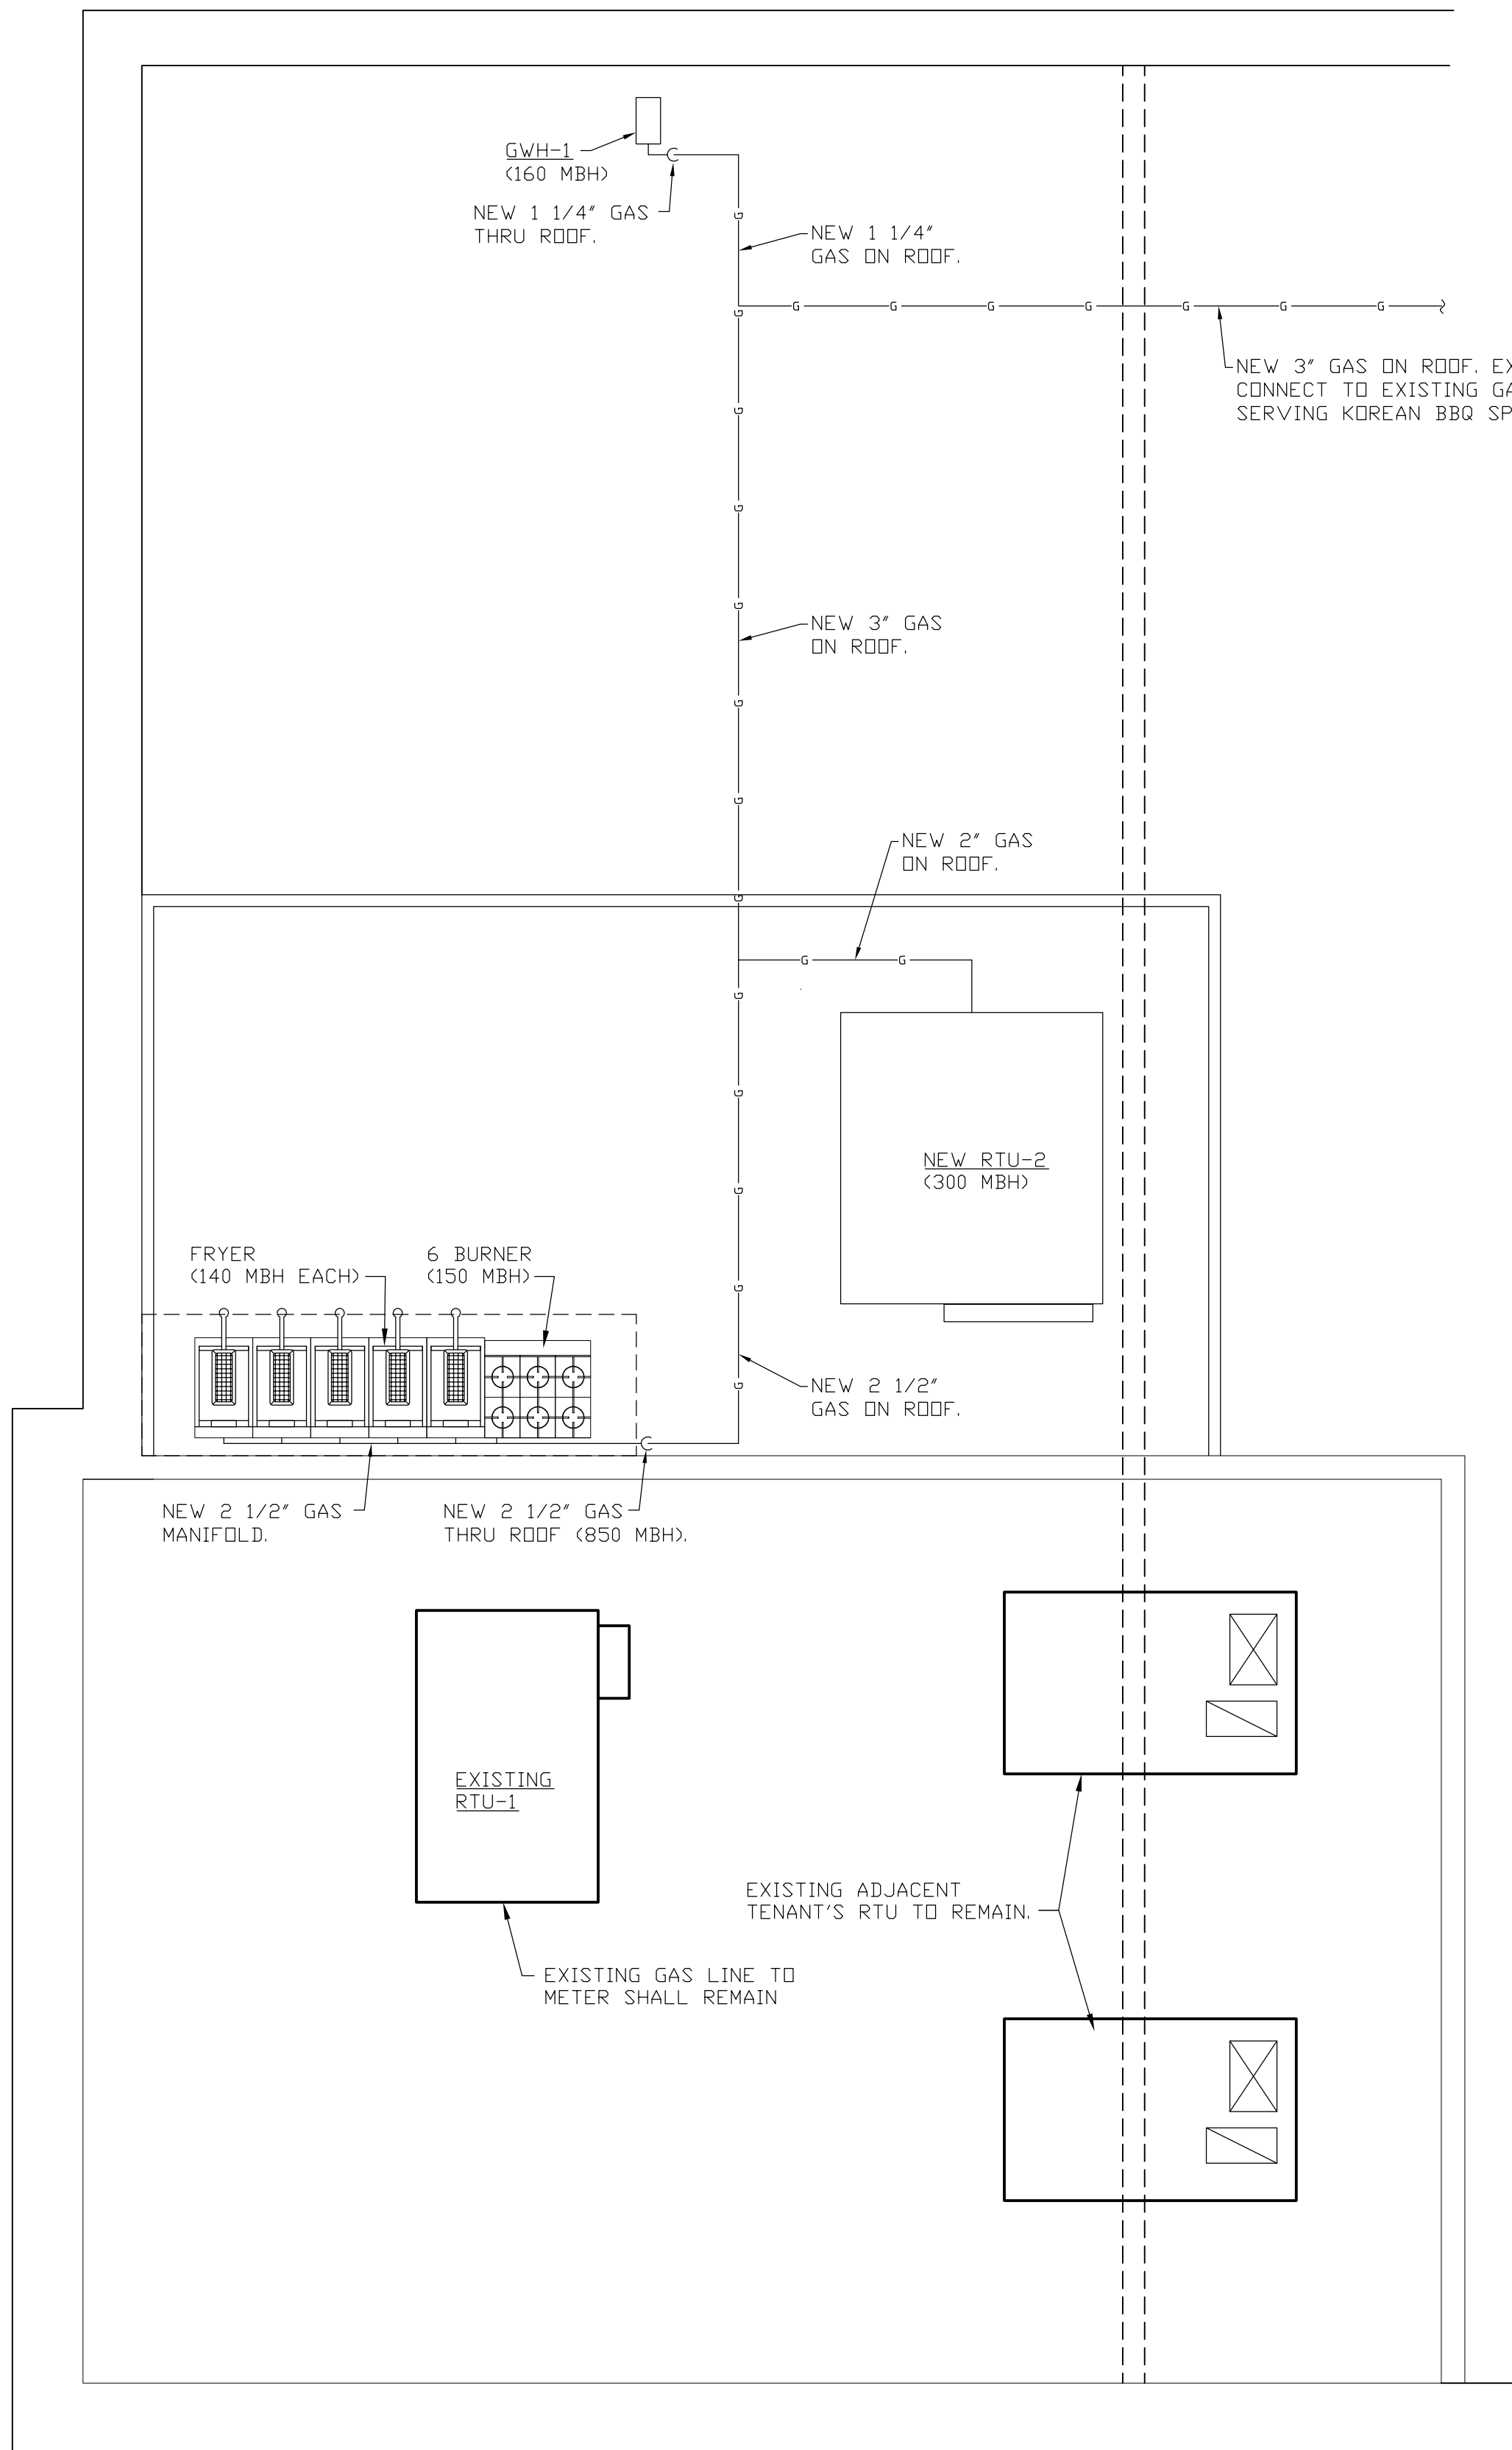 GWH-1
(160 MBH)
NEW 1 1/4" GAS
THRU ROOF.
NEW 1 1/4"
GAS ON ROOF.
G
G
G
G
G
G
G
G
NEW 3" GAS ON ROOF. EX
CONNECT TO EXISTING GA
SERVING KOREAN BBQ SP
G
G
G
G
G
NEW 3" GAS
ON ROOF.
G
G
NEW 2" GAS
ON ROOF.
G
G
G
G
G
G
NEW RTU-2
(300 MBH)
FRYER
(140 MBH EACH)
6 BURNER
(150 MBH)
G
G
NEW 2 1/2"
GAS ON ROOF.
G
NEW 2 1/2" GAS
MANIFOLD.
NEW 2 1/2" GAS
THRU ROOF (850 MBH).
EXISTING
RTU-1
EXISTING ADJACENT
TENANT'S RTU TO REMAIN.
EXISTING GAS LINE TO
METER SHALL REMAIN